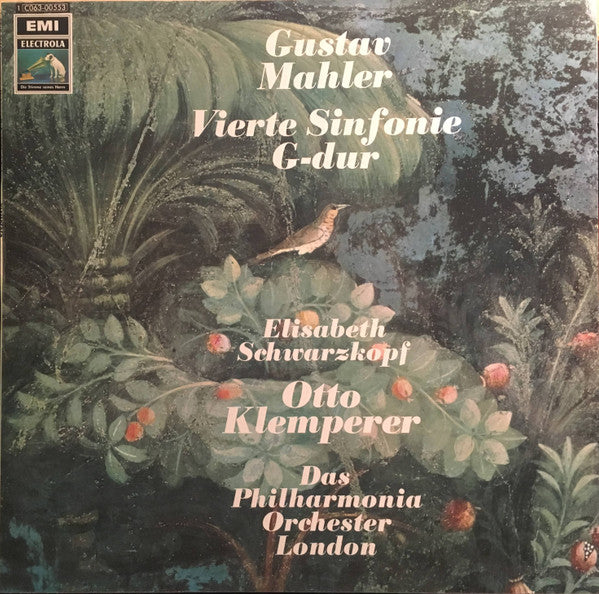 1 C063-00553
EMI
ELECTROLA
Die Stimme seines Herrn
Gustav
Mahler
Vierte Sinfonie
G-dur
Elisabeth
Schwarzkopf
Otto
Klemperer
Das
Philharmonia
Orchester
London